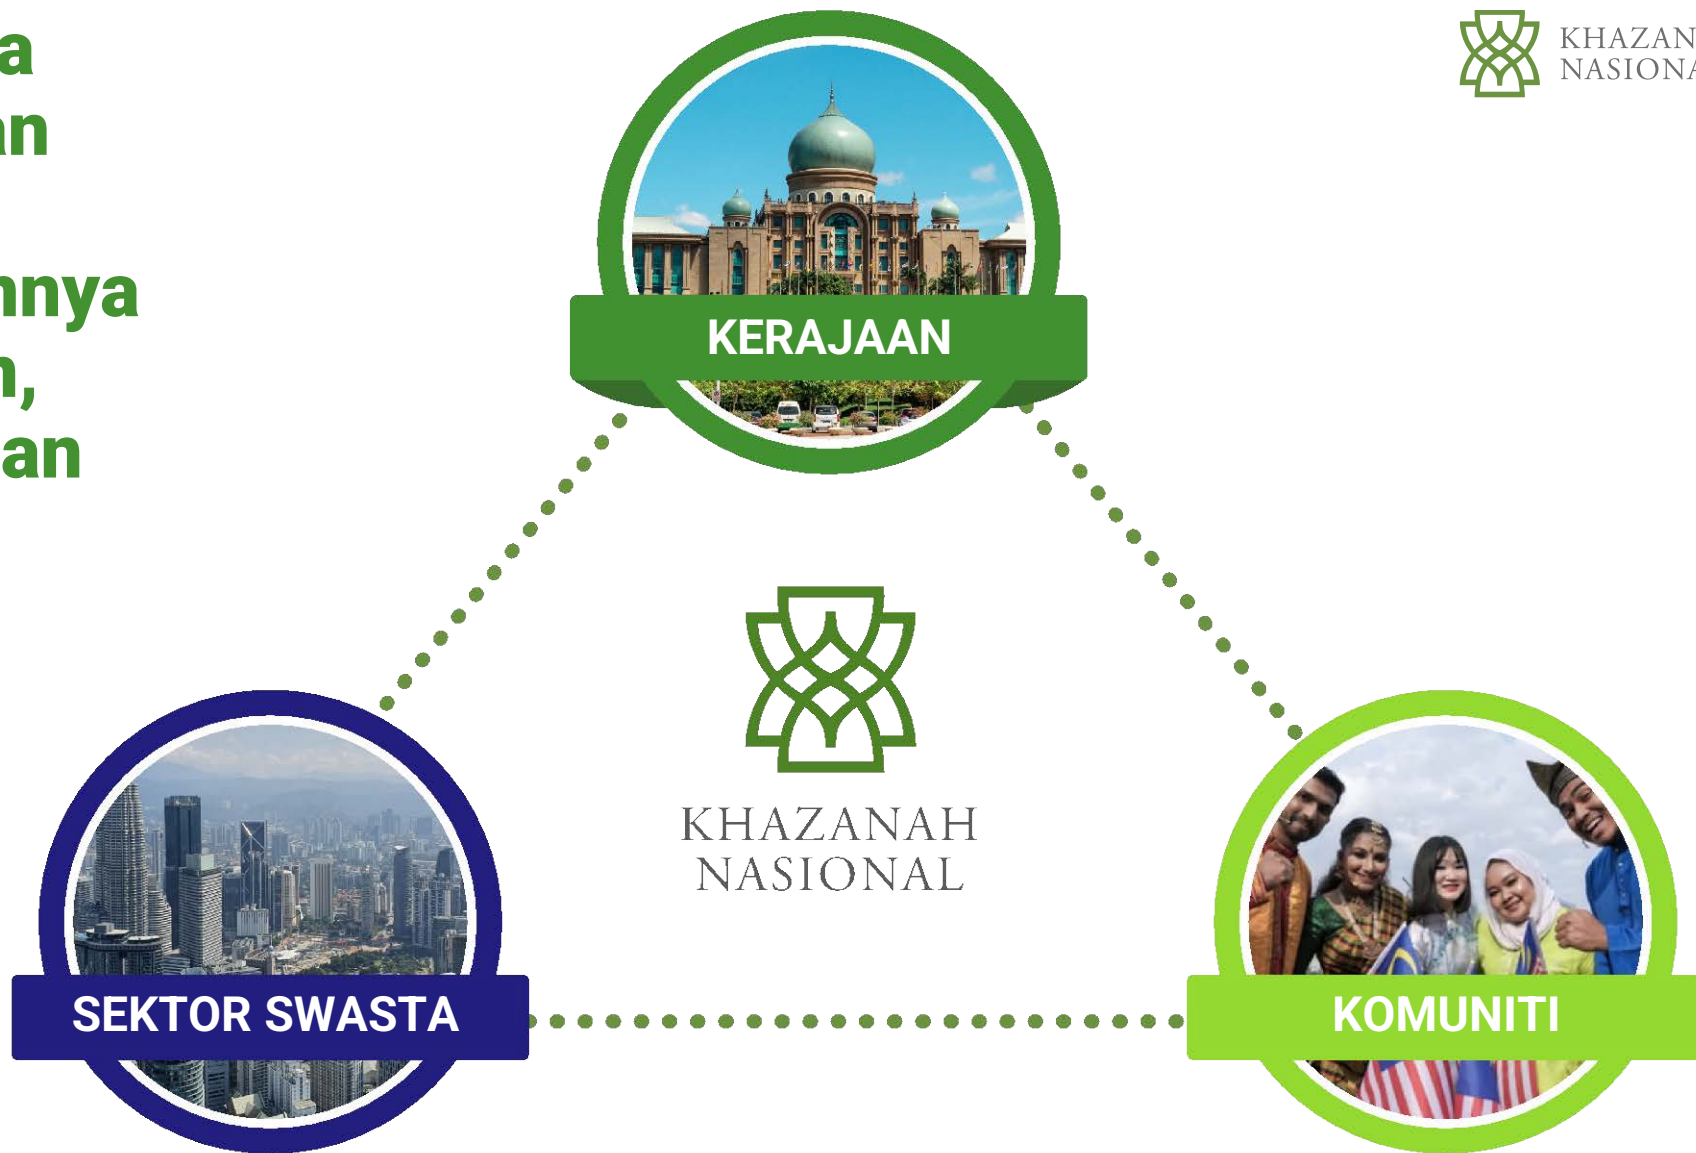 a
an
nnya
n,
an
KHAZAN
NASIONA
KERAJAAN
KHAZANAH
NASIONAL
SEKTOR SWASTA
KOMUNITI